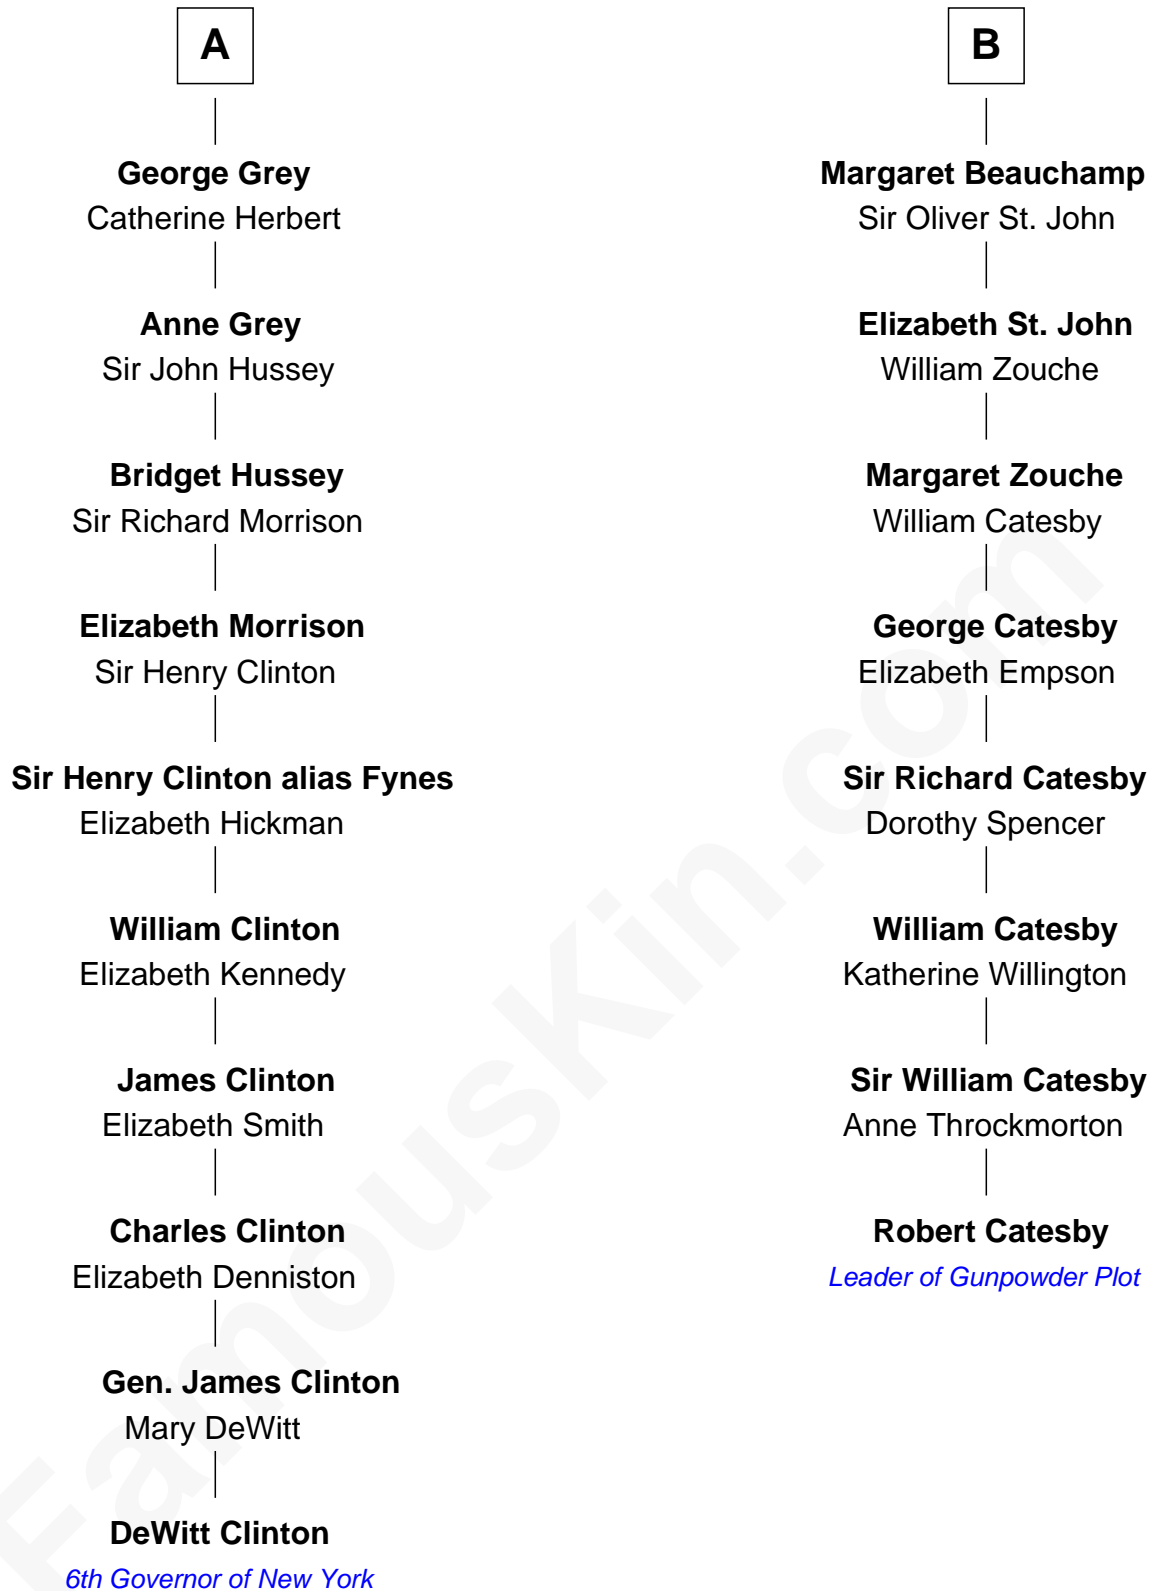 A
George Grey
Catherine Herbert
Anne Grey
Sir John Hussey
Bridget Hussey
Sir Richard Morrison
Elizabeth Morrison
Sir Henry Clinton
Sir Henry Clinton alias Fynes
Elizabeth Hickman
William Clinton
Elizabeth Kennedy
James Clinton
Elizabeth Smith
Charles Clinton
Elizabeth Denniston
Gen. James Clinton
Mary DeWitt
DeWitt Clinton
6th Governor of New York
B
Margaret Beauchamp
Sir Oliver St. John
Elizabeth St. John
William Zouche
Margaret Zouche
William Catesby
George Catesby
Elizabeth Empson
Sir Richard Catesby
Dorothy Spencer
William Catesby
Katherine Willington
Sir William Catesby
Anne Throckmorton
Robert Catesby
Leader of Gunpowder Plot
FamousKin.com